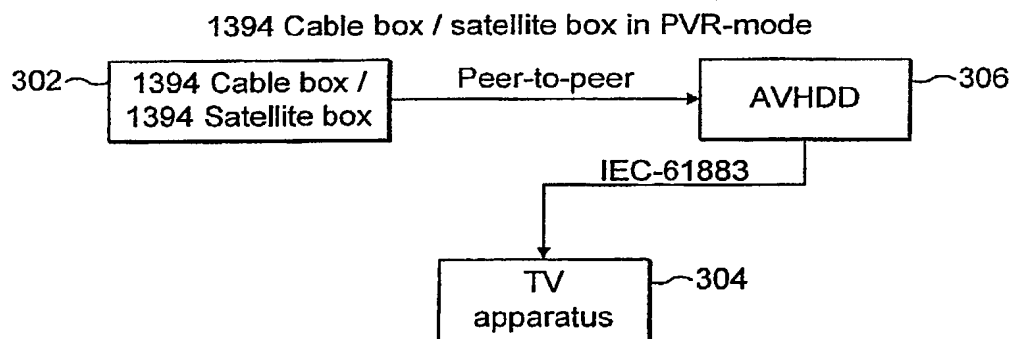 1394 Cable box / satellite box in PVR-mode
302
1394 Cable box /
1394 Satellite box
Peer-to-peer
AVHDD
306
IEC-61883
TV
apparatus
304